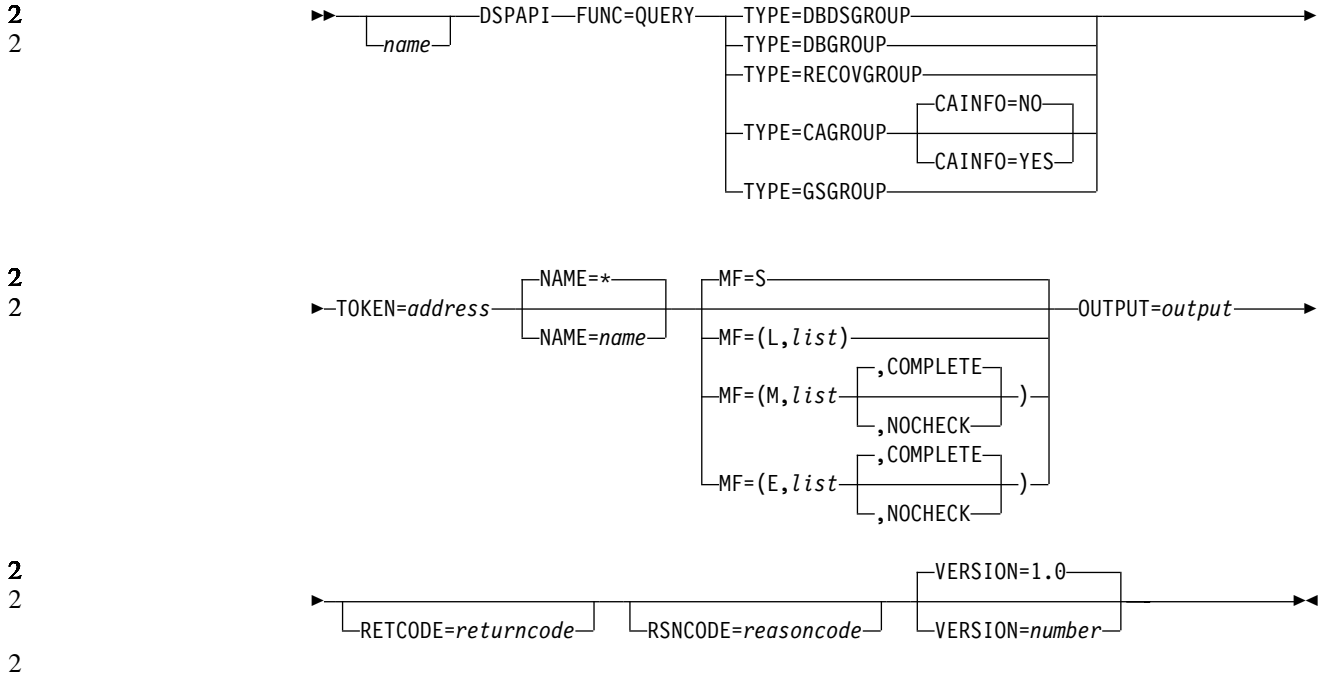 2 DSPAPI FUNC=QUERY TYPE=DBDSGROUP
2 name TYPE=DBGROUP
TYPE=RECOVGROUP
CAINFO=NO
TYPE=CAGROUP
CAINFO=YES
TYPE=GSGROUP
2 NAME=* MF=S
2 TOKEN=address OUTPUT=output
NAME=name MF=(L,list)
,COMPLETE
MF=(M,list )
,NOCHECK
,COMPLETE
MF=(E,list )
,NOCHECK
2 VERSION=1.0
2
RETCODE=returncode RSNCODE=reasoncode VERSION=number
2